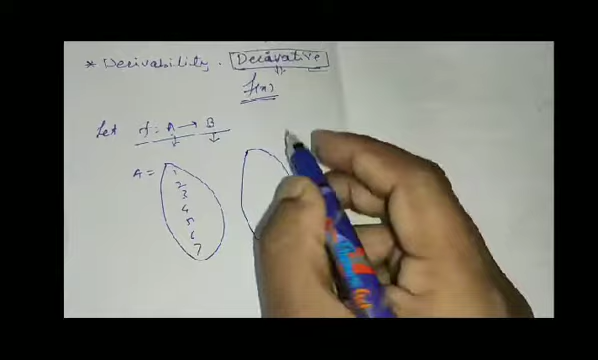 * Derivability. Derivative
f(x)
Let f: A → B
A =
1
2
3
4
5
6
7